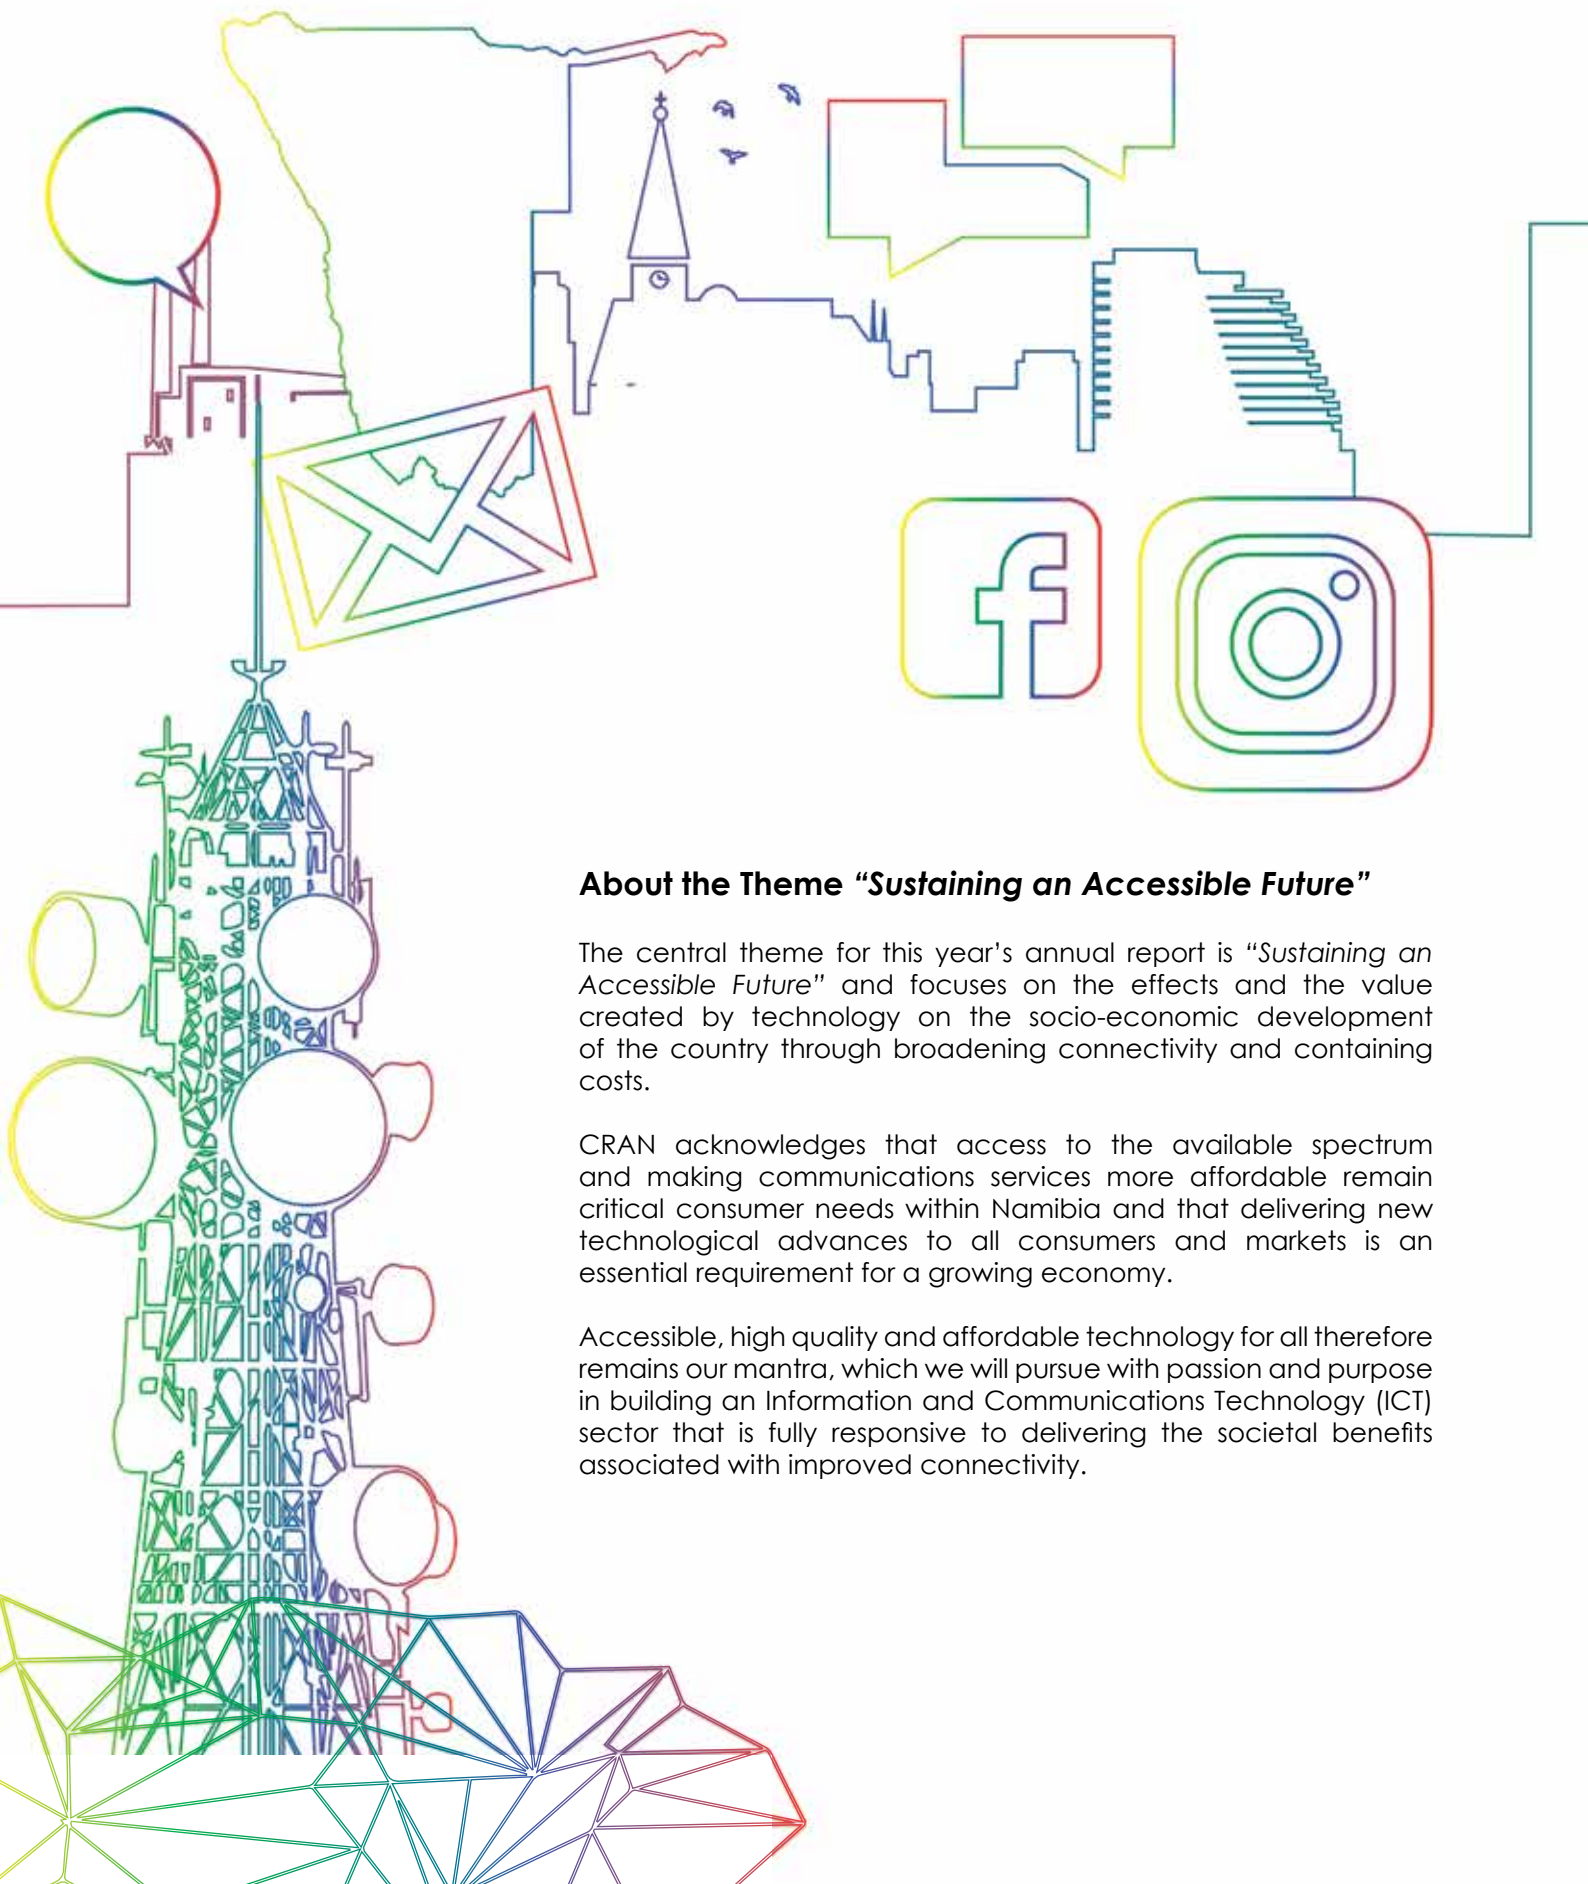 About the Theme “Sustaining an Accessible Future”
The central theme for this year’s annual report is “Sustaining an
Accessible Future” and focuses on the effects and the value
created by technology on the socio-economic development
of the country through broadening connectivity and containing
costs.
CRAN acknowledges that access to the available spectrum
and making communications services more affordable remain
critical consumer needs within Namibia and that delivering new
technological advances to all consumers and markets is an
essential requirement for a growing economy.
Accessible, high quality and affordable technology for all therefore
remains our mantra, which we will pursue with passion and purpose
in building an Information and Communications Technology (ICT)
sector that is fully responsive to delivering the societal benefits
associated with improved connectivity.